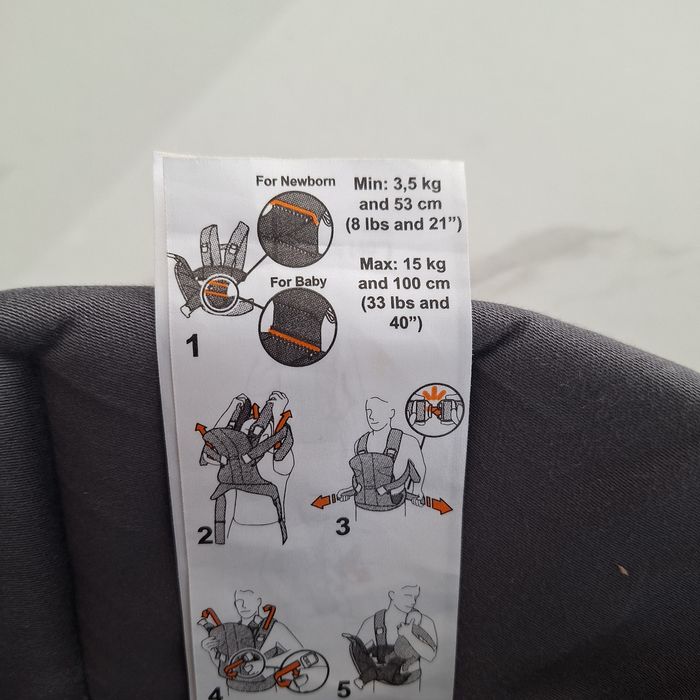 For Newborn
Min: 3,5 kg
and 53 cm
(8 lbs and 21”)
For Baby
Max: 15 kg
and 100 cm
(33 lbs and
40”)
1
2
3
4
5